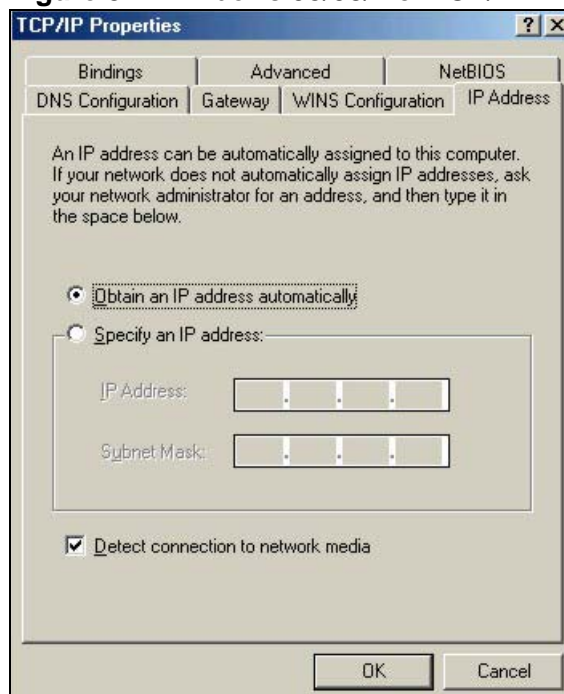 TCP/IP Properties
Bindings
Advanced
NetBIOS
DNS Configuration
Gateway
WINS Configuration
IP Address
An IP address can be automatically assigned to this computer.
If your network does not automatically assign IP addresses, ask
your network administrator for an address, and then type it in
the space below.
Obtain an IP address automatically
Specify an IP address:
IP Address:
Subnet Mask:
Detect connection to network media
OK
Cancel